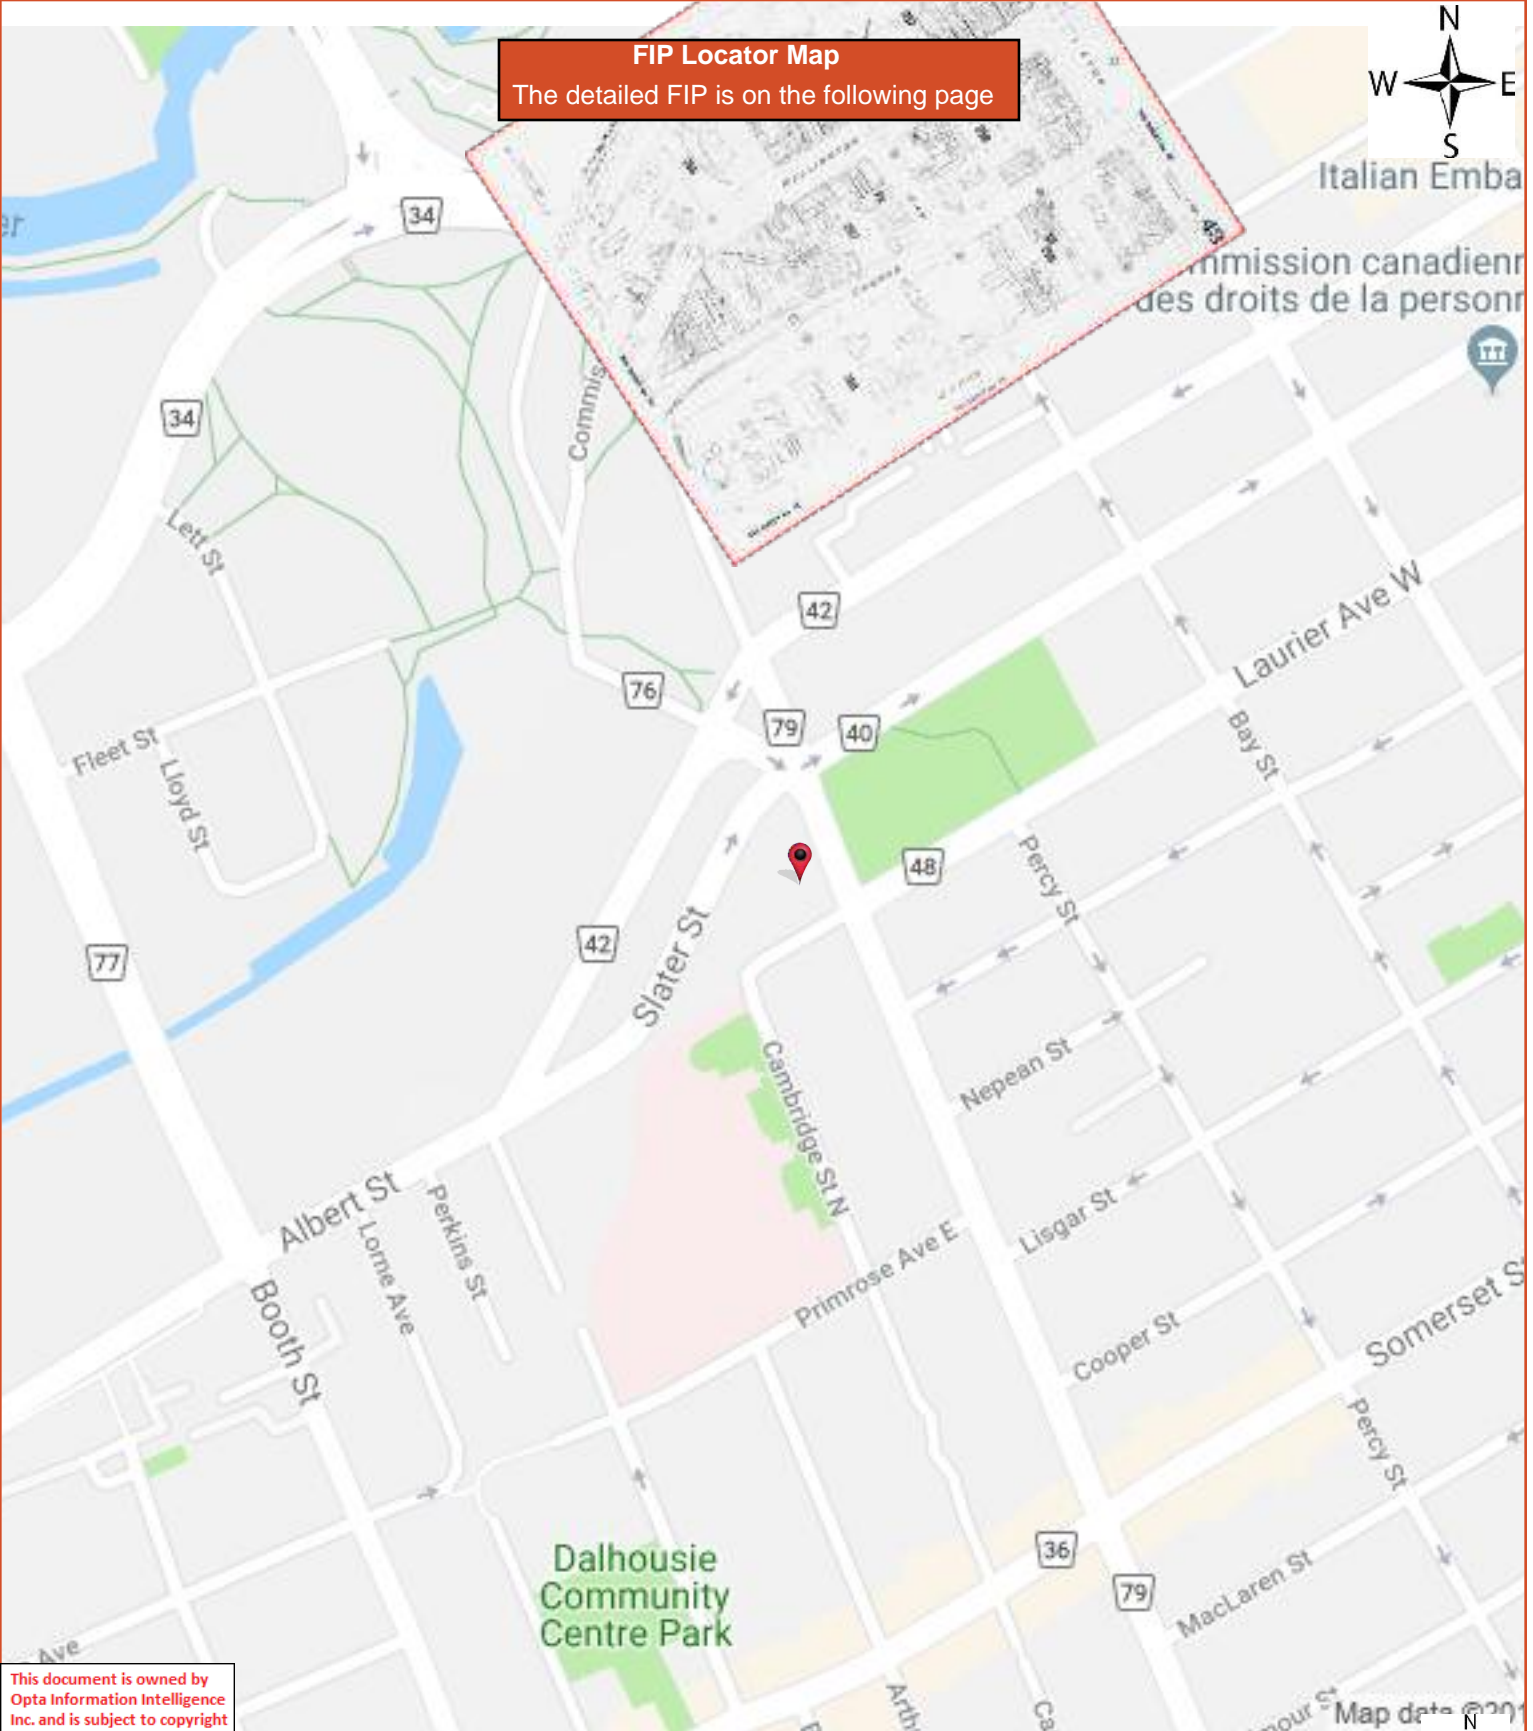 FIP Locator Map
The detailed FIP is on the following page
N
W
E
S
Italian Emba
mmission canadienn
des droits de la personn
34
34
43
Commis
Lett St
42
76
79
40
Laurier Ave W
Bay St
Fleet St
Lloyd St
48
Percy St
77
42
Slater St
Nepean St
Cambridge St N
Lisgar St
Albert St
Perkins St
Lorne Ave
Primrose Ave E
Booth St
Cooper St
Somerset S
Percy St
36
79
MacLaren St
Dalhousie
Community
Centre Park
Ave
This document is owned by
Opta Information Intelligence
Inc. and is subject to copyright
Arth
Ca
Map data ©201
N